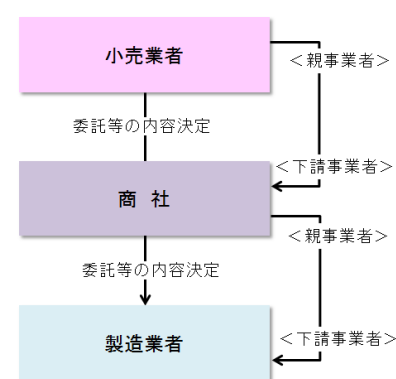 小売業者
＜親事業者＞
委託等の内容決定
＜下請事業者＞
商 社
＜親事業者＞
委託等の内容決定
＜下請事業者＞
製造業者